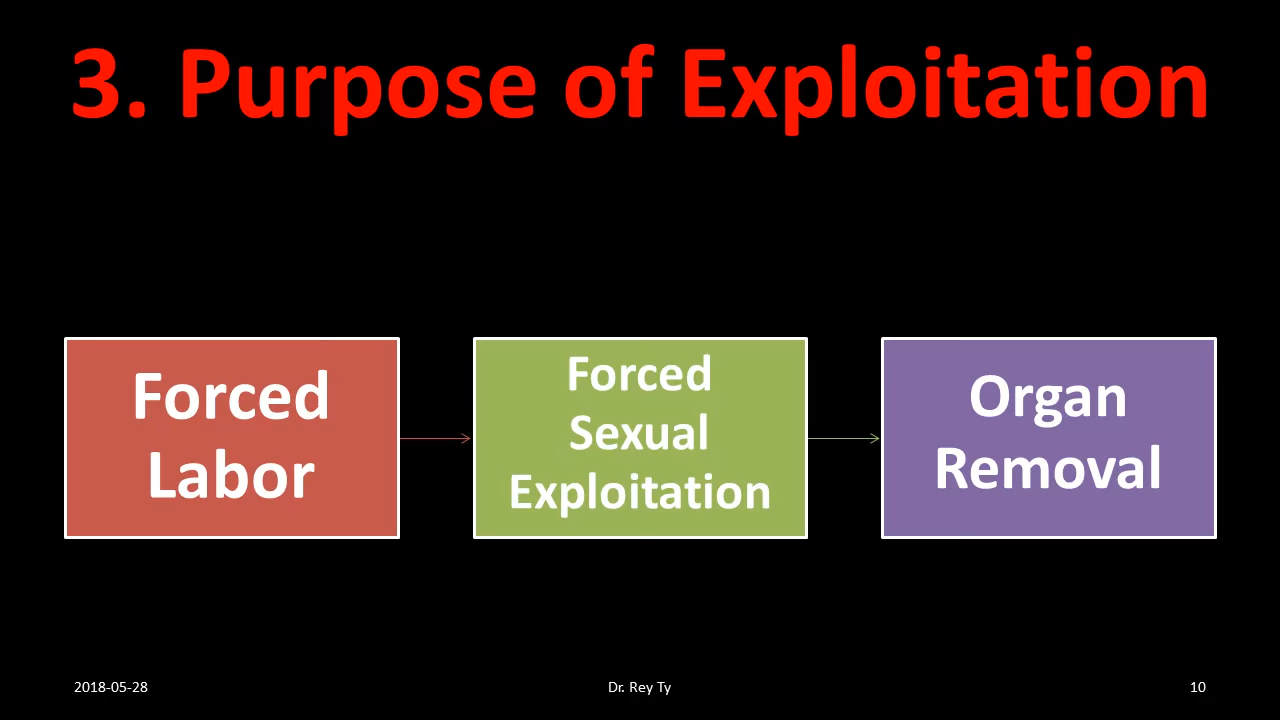 3. Purpose of Exploitation
Forced
Labor
Forced
Sexual
Exploitation
Organ
Removal
2018-05-28
Dr. Rey Ty
10